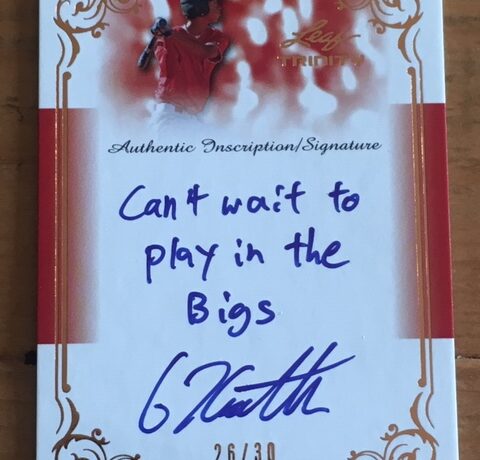 Leaf
TRINITY
Authentic Inscription/Signature
Can't wait to
play in the
Bigs
26/30